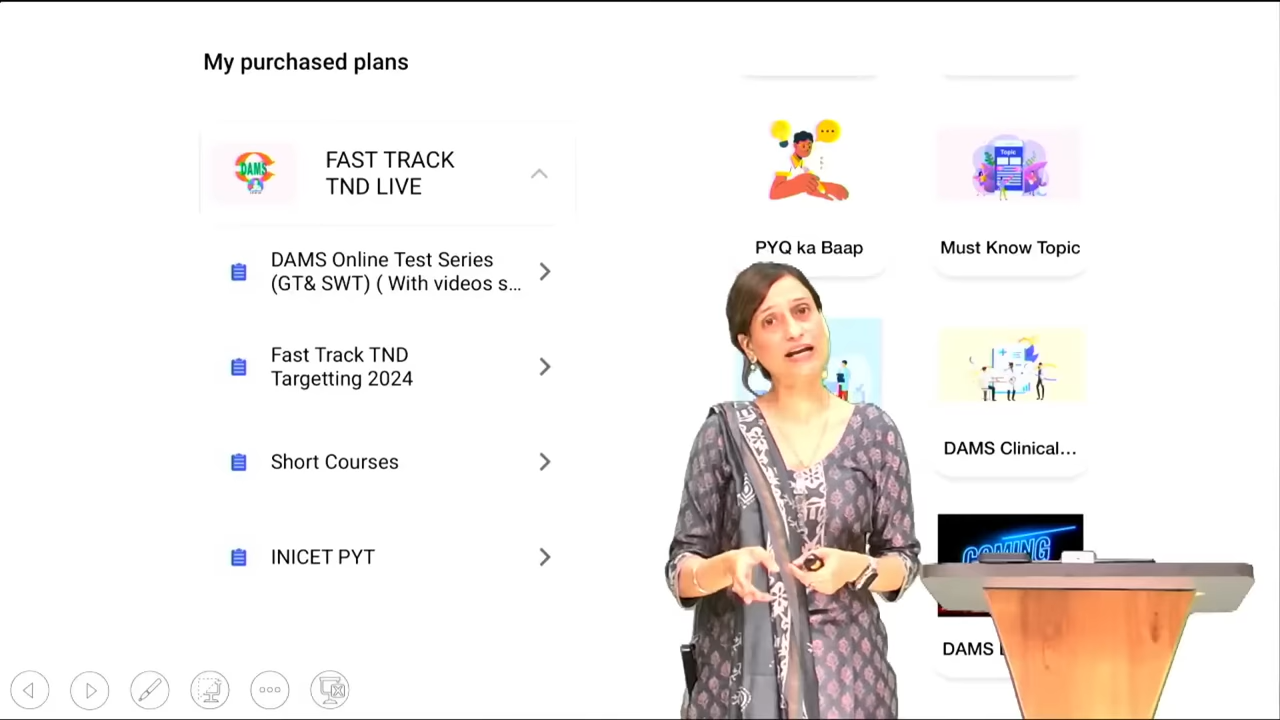 My purchased plans
DAMS
FAST TRACK
TND LIVE
DAMS Online Test Series
(GT& SWT) ( With videos s...
Fast Track TND
Targetting 2024
Short Courses
INICET PYT
Topic
PYQ ka Baap
Must Know Topic
DAMS Clinical...
COMING
DAMS